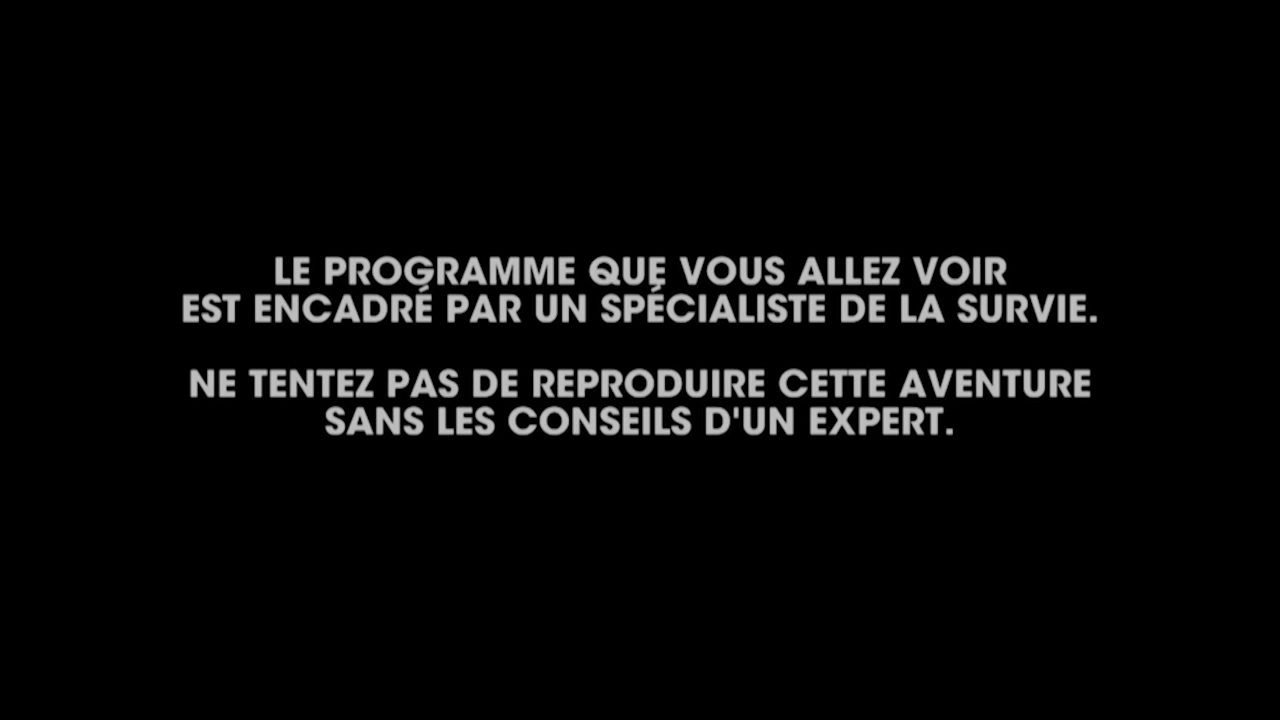 LE PROGRAMME QUE VOUS ALLEZ VOIR
EST ENCADRÉ PAR UN SPÉCIALISTE DE LA SURVIE.
NE TENTEZ PAS DE REPRODUIRE CETTE AVENTURE
SANS LES CONSEILS D'UN EXPERT.